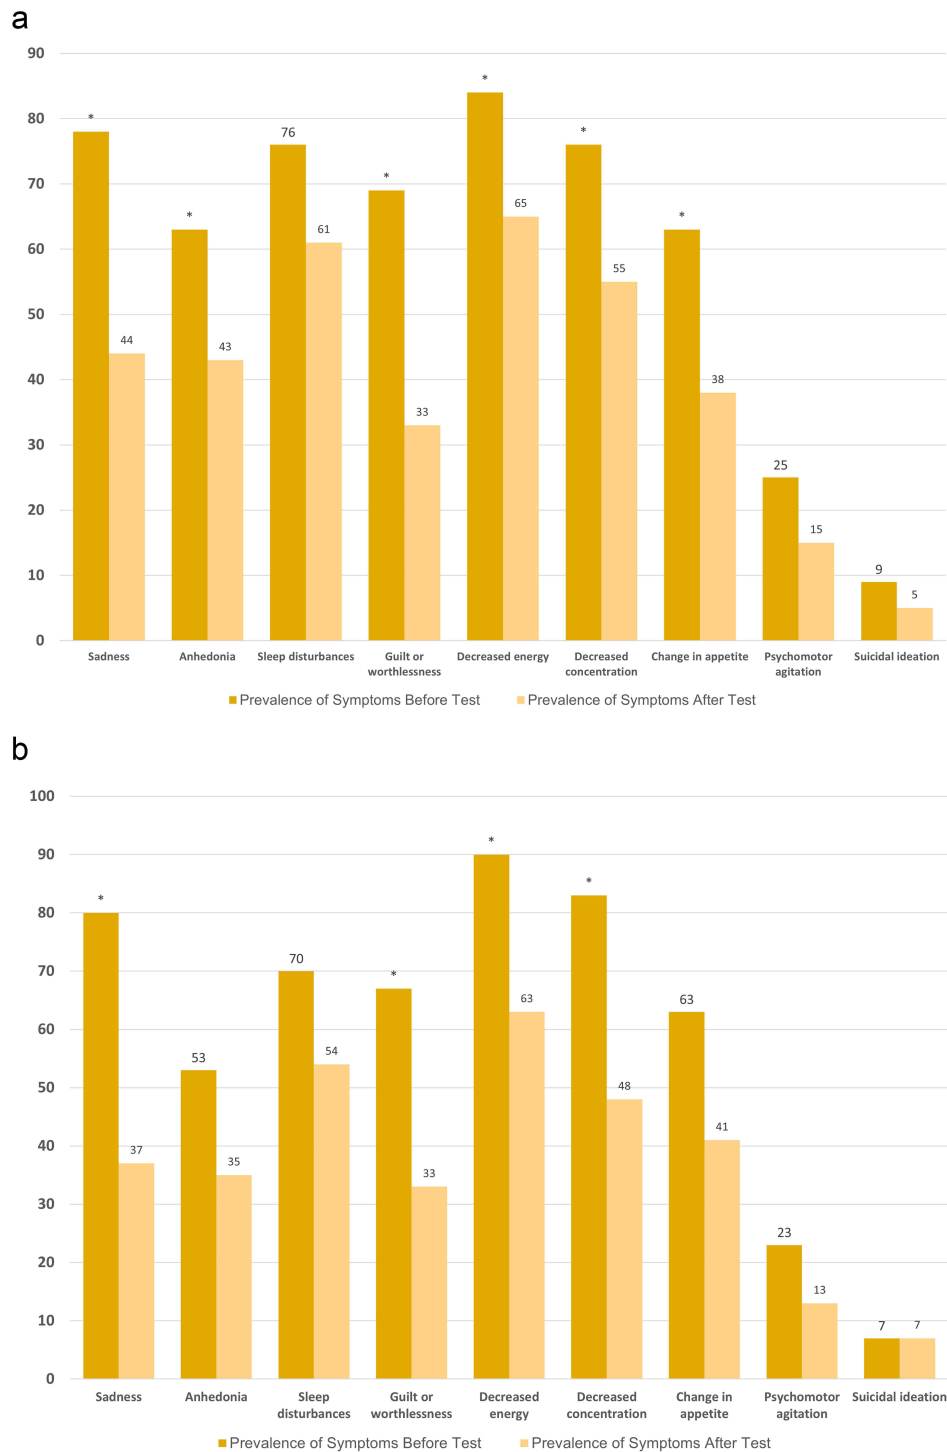 a
90
80
70
60
50
40
30
20
10
0
* * 76 * * * * 25 9
44 43 61 33 65 55 38 15 5
Sadness Anhedonia Sleep disturbances Guilt or Decreased energy Decreased Change in appetite Psychomotor Suicidal ideation
worthlessness concentration agitation
Prevalence of Symptoms Before Test Prevalence of Symptoms After Test
b
100
90
80
70
60
50
40
30
20
10
0
* 53 70 * * * 63 23 7
37 35 54 33 63 48 41 13 7
Sadness Anhedonia Sleep Guilt or Decreased Decreased Change in Psychomotor Suicidal ideation
disturbances worthlessness energy concentration appetite agitation
Prevalence of Symptoms Before Test Prevalence of Symptoms After Test